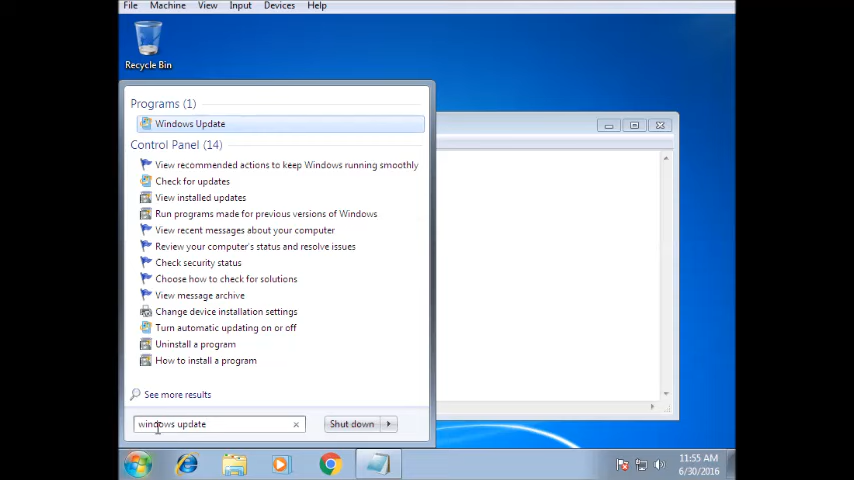 File Machine View Input Devices Help
Recycle Bin
Programs (1)
Windows Update
Control Panel (14)
View recommended actions to keep Windows running smoothly
Check for updates
View installed updates
Run programs made for previous versions of Windows
View recent messages about your computer
Review your computer's status and resolve issues
Check security status
Choose how to check for solutions
View message archive
Change device installation settings
Turn automatic updating on or off
Uninstall a program
How to install a program
See more results
windows update
Shut down
11:55 AM
6/30/2016